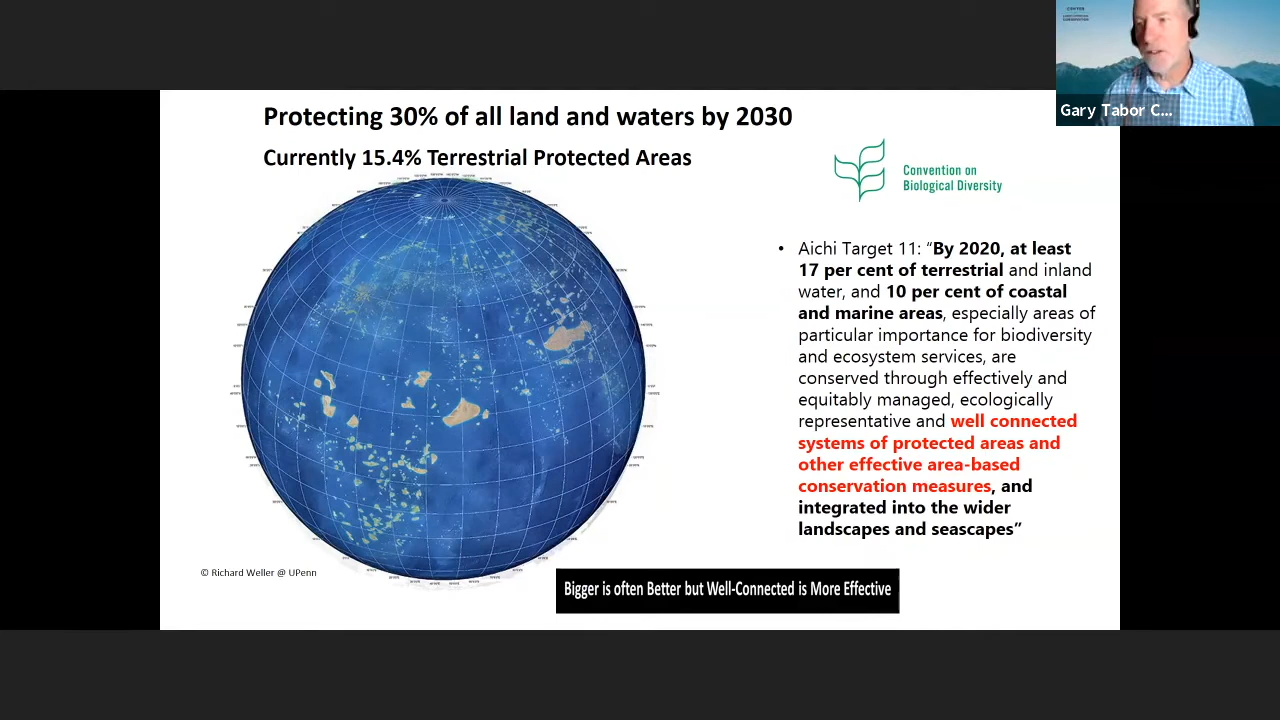 Protecting 30% of all land and waters by 2030
Currently 15.4% Terrestrial Protected Areas
Convention on
Biological Diversity
• Aichi Target 11: “By 2020, at least
17 per cent of terrestrial and inland
water, and 10 per cent of coastal
and marine areas, especially areas of
particular importance for biodiversity
and ecosystem services, are
conserved through effectively and
equitably managed, ecologically
representative and well connected
systems of protected areas and
other effective area-based
conservation measures, and
integrated into the wider
landscapes and seascapes”
© Richard Weller @ UPenn
Bigger is often Better but Well-Connected is More Effective
Gary Tabor C...